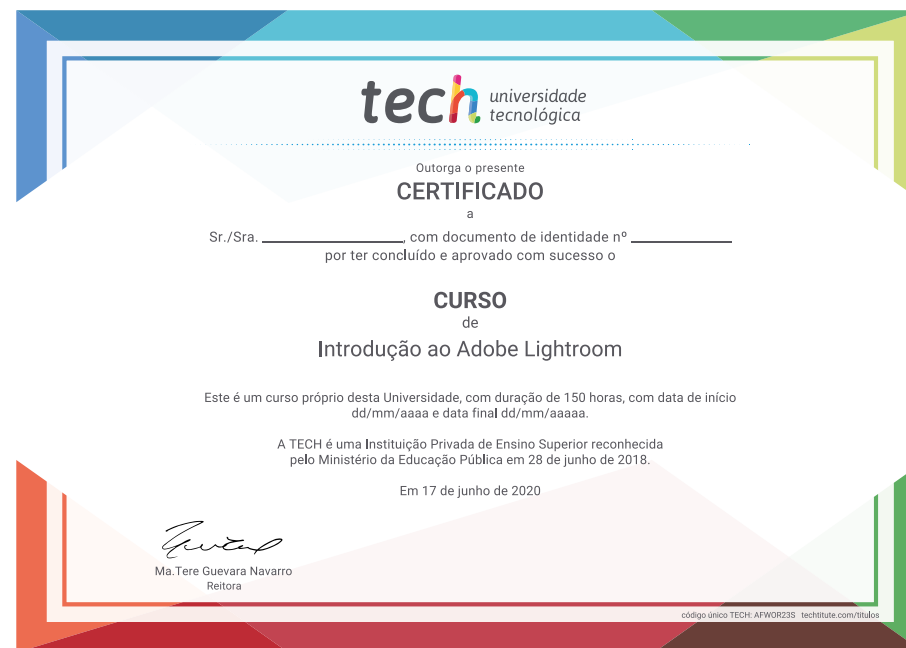 tech universidade
tecnológica
Outorga o presente
CERTIFICADO
a
Sr./Sra. ____________________, com documento de identidade nº ______________
por ter concluído e aprovado com sucesso o
CURSO
de
Introdução ao Adobe Lightroom
Este é um curso próprio desta Universidade, com duração de 150 horas, com data de início
dd/mm/aaaa e data final dd/mm/aaaaa.
A TECH é uma Instituição Privada de Ensino Superior reconhecida
pelo Ministério da Educação Pública em 28 de junho de 2018.
Em 17 de junho de 2020
Ma.Tere Guevara Navarro
Reitora
código único TECH: AFWOR23S techtitute.com/títulos